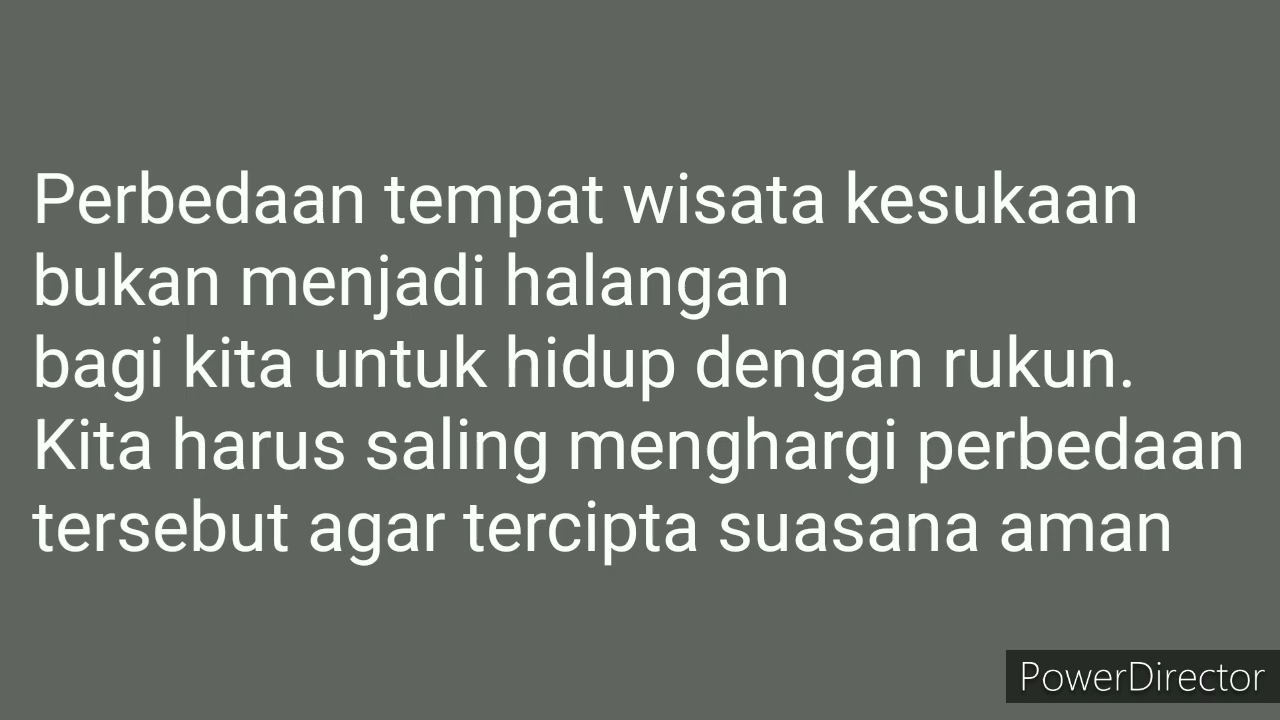 Perbedaan tempat wisata kesukaan
bukan menjadi halangan
bagi kita untuk hidup dengan rukun.
Kita harus saling menghargi perbedaan
tersebut agar tercipta suasana aman
PowerDirector